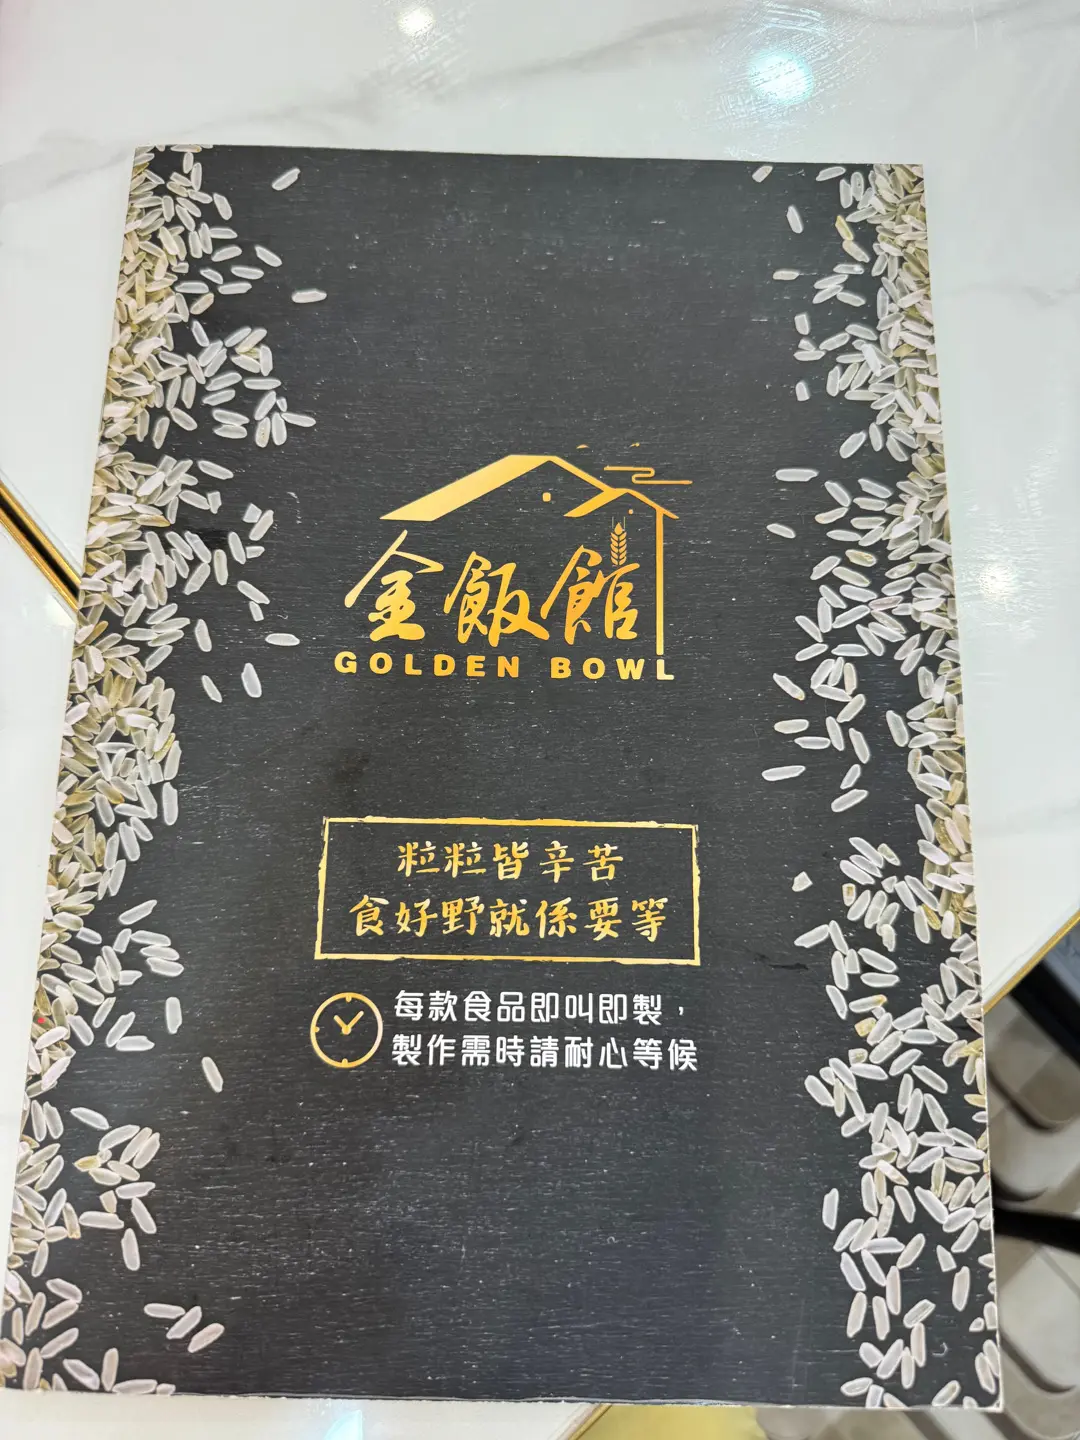 金飯館
GOLDEN BOWL
粒粒皆辛苦
食好野就係要等
每款食品即叫即製，
製作需時請耐心等候